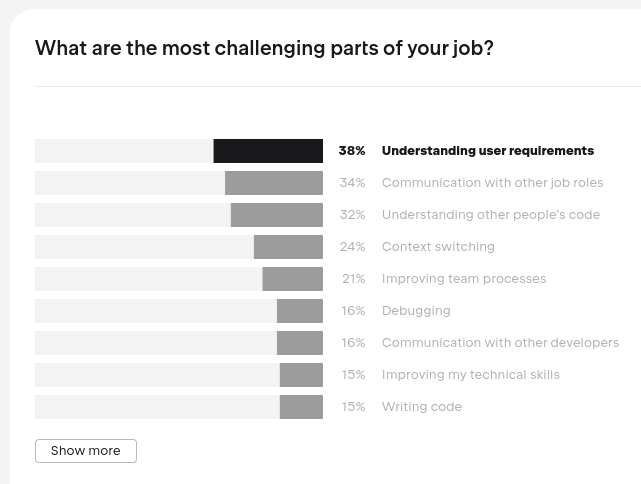 What are the most challenging parts of your job?
38% Understanding user requirements
34% Communication with other job roles
32% Understanding other people's code
24% Context switching
21% Improving team processes
16% Debugging
16% Communication with other developers
15% Improving my technical skills
15% Writing code
Show more